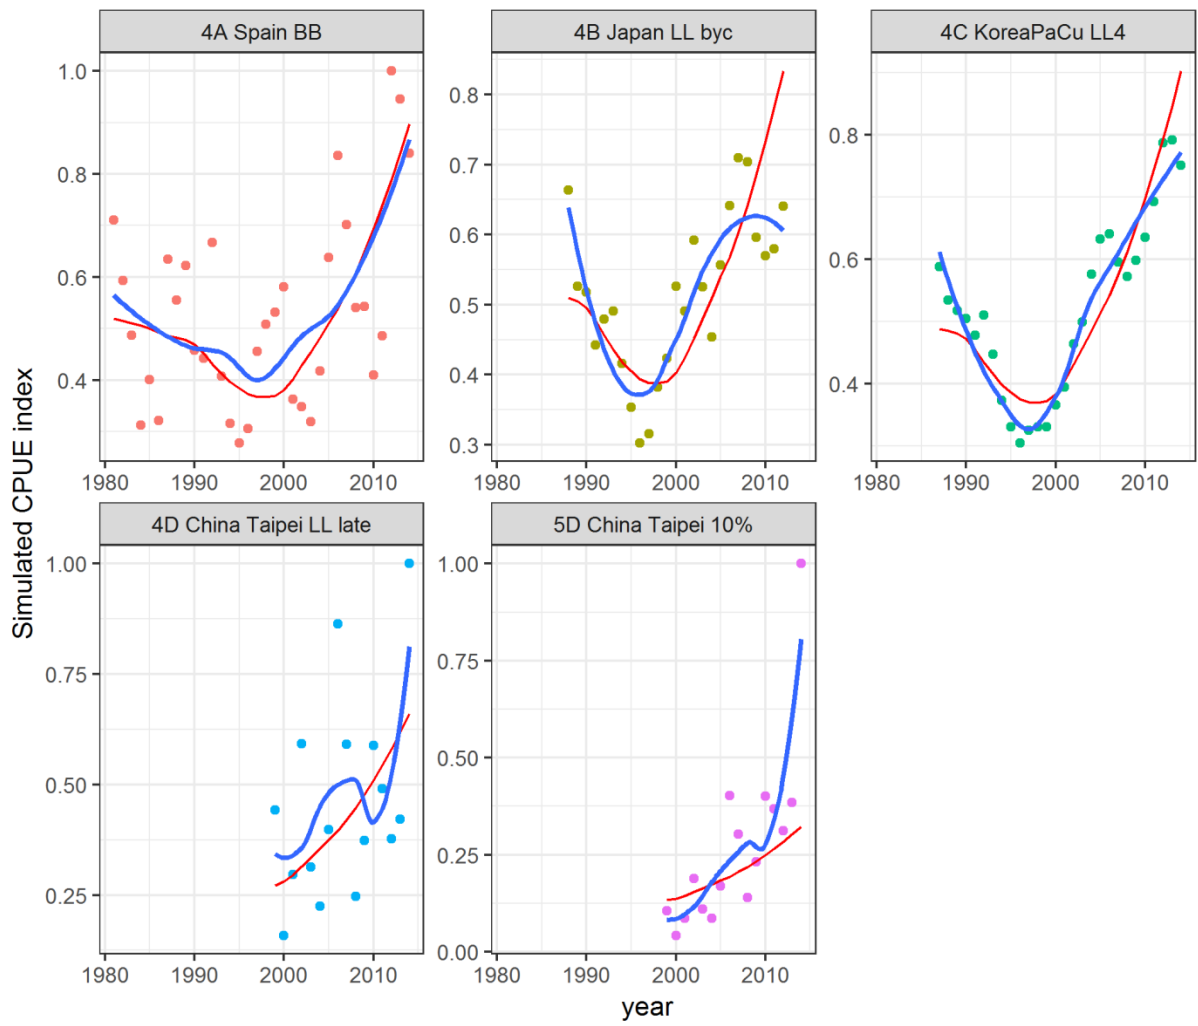 4A Spain BB
4B Japan LL byc
4C KoreaPaCu LL4
1.0
0.8
0.6
0.4
1980 1990 2000 2010
0.8
0.7
0.6
0.5
0.4
0.3
1980 1990 2000 2010
0.8
0.6
0.4
1980 1990 2000 2010
Simulated CPUE index
4D China Taipei LL late
5D China Taipei 10%
1.00
0.75
0.50
0.25
1980 1990 2000 2010
1.00
0.75
0.50
0.25
0.00
1980 1990 2000 2010
year